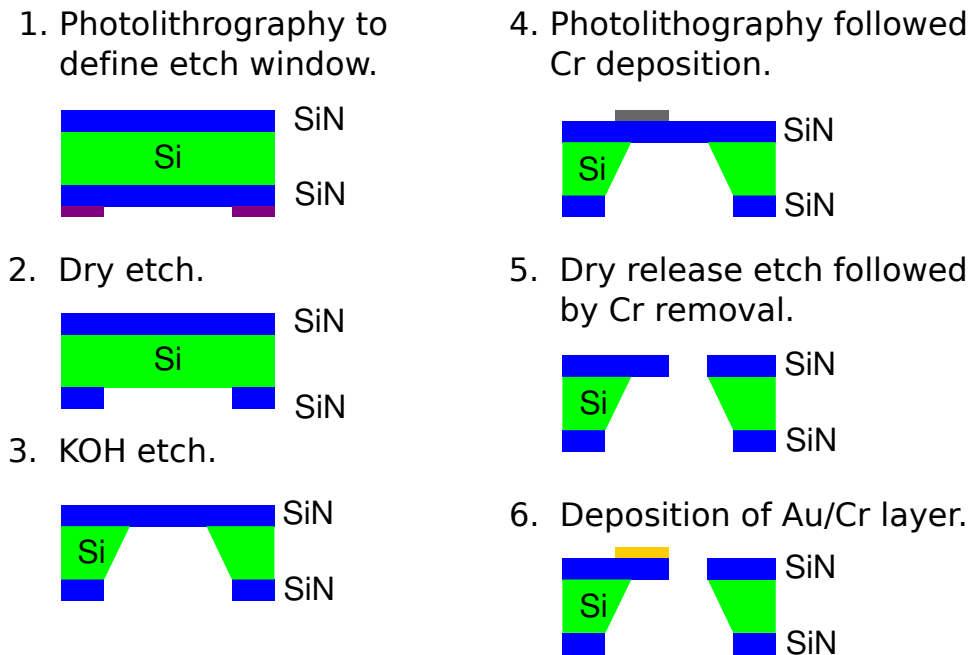 1. Photolithrography to
define etch window.
SiN
Si
SiN
2. Dry etch.
SiN
Si
SiN
3. KOH etch.
SiN
Si
SiN
4. Photolithography followed
Cr deposition.
SiN
Si
SiN
5. Dry release etch followed
by Cr removal.
SiN
Si
SiN
6. Deposition of Au/Cr layer.
SiN
Si
SiN